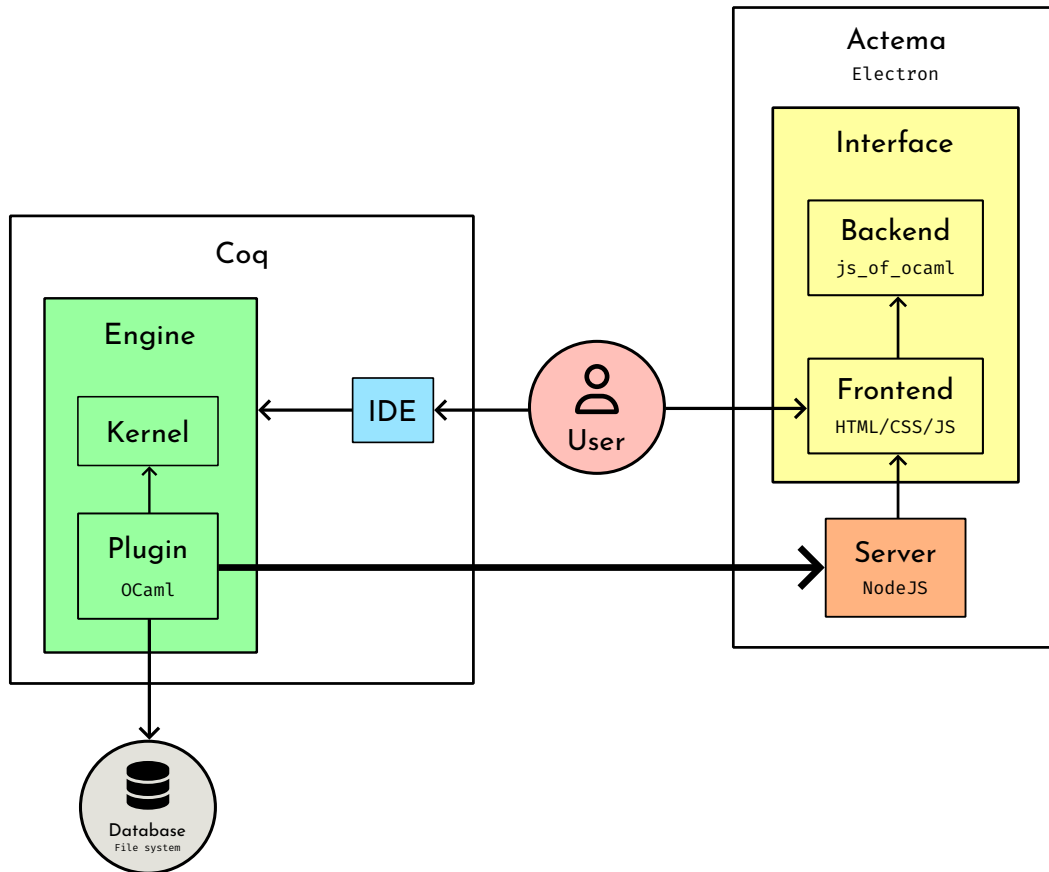 Actema
Electron
Interface
Backend
js_of_ocaml
Frontend
HTML/CSS/JS
Server
NodeJS
Coq
Engine
Kernel
Plugin
OCaml
IDE
User
Database
File system